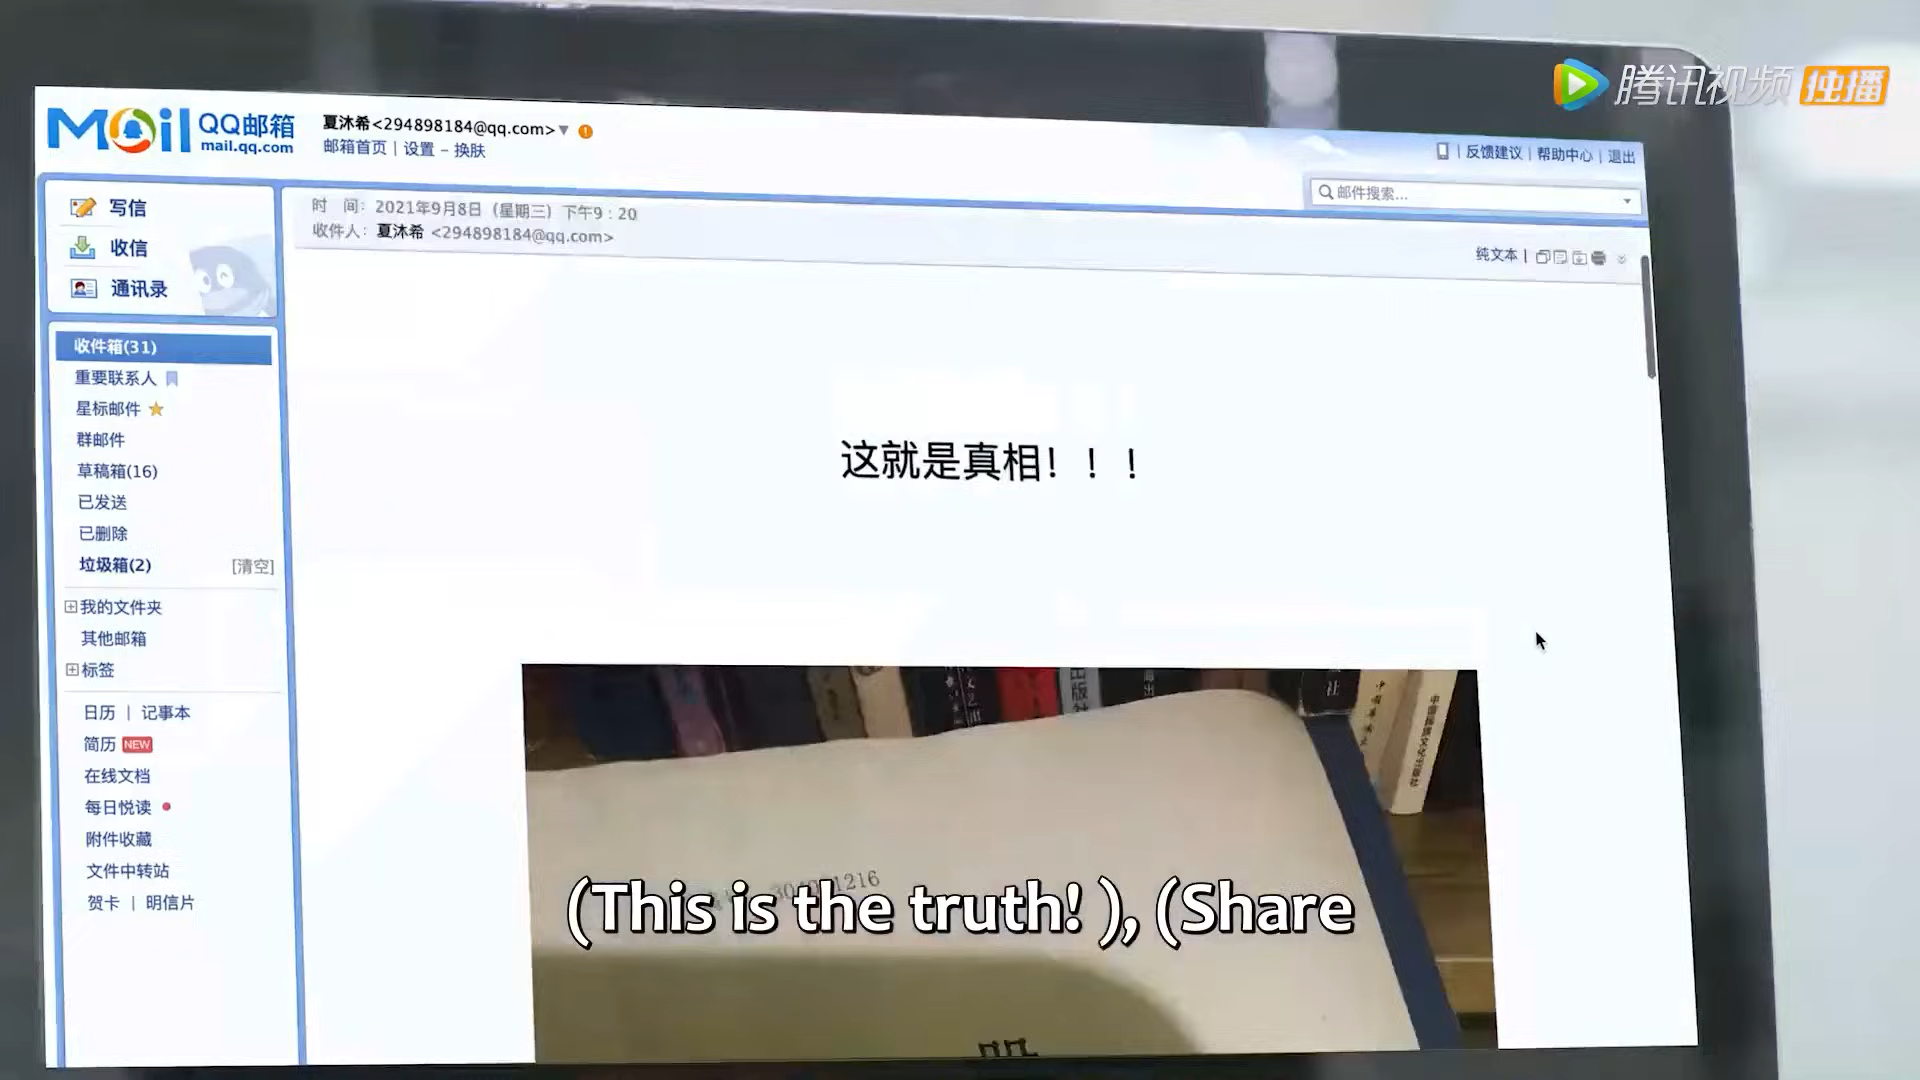 腾讯视频 独播
Mail QQ邮箱
mail.qq.com
夏沐希<294898184@qq.com>
邮箱首页 | 设置 - 换肤
反馈建议 | 帮助中心 | 退出
邮件搜索...
写信
收信
通讯录
时 间: 2021年9月8日 (星期三) 下午9:20
收件人: 夏沐希 <294898184@qq.com>
纯文本 |
收件箱(31)
重要联系人
星标邮件
群邮件
草稿箱(16)
已发送
已删除
垃圾箱(2) [清空]
我的文件夹
其他邮箱
标签
日历 | 记事本
简历 NEW
在线文档
每日悦读
附件收藏
文件中转站
贺卡 | 明信片
这就是真相！！！
出版社
社
(This is the truth! ), (Share